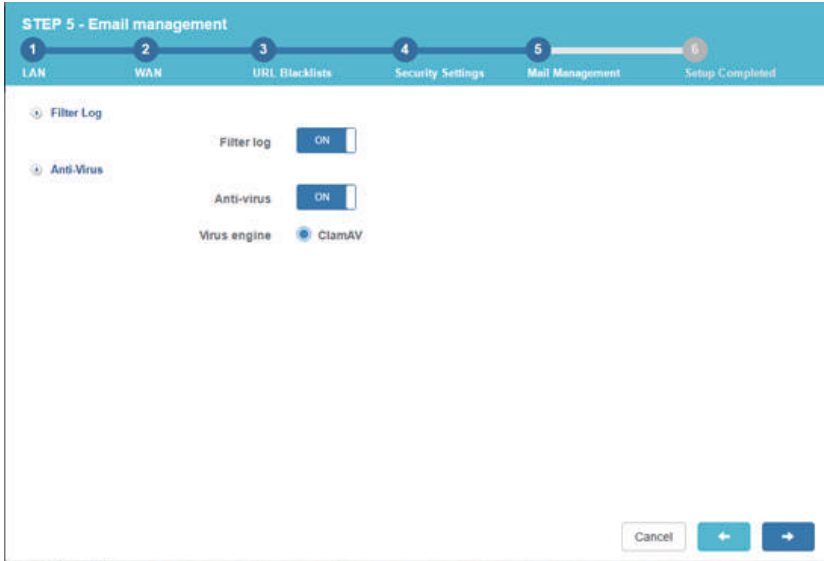 STEP 5 - Email management
1 2 3 4 5 6
LAN WAN URL Blacklists Security Settings Mail Management Setup Completed
Filter Log
Filter log ON
Anti-Virus
Anti-virus ON
Virus engine ClamAV
Cancel